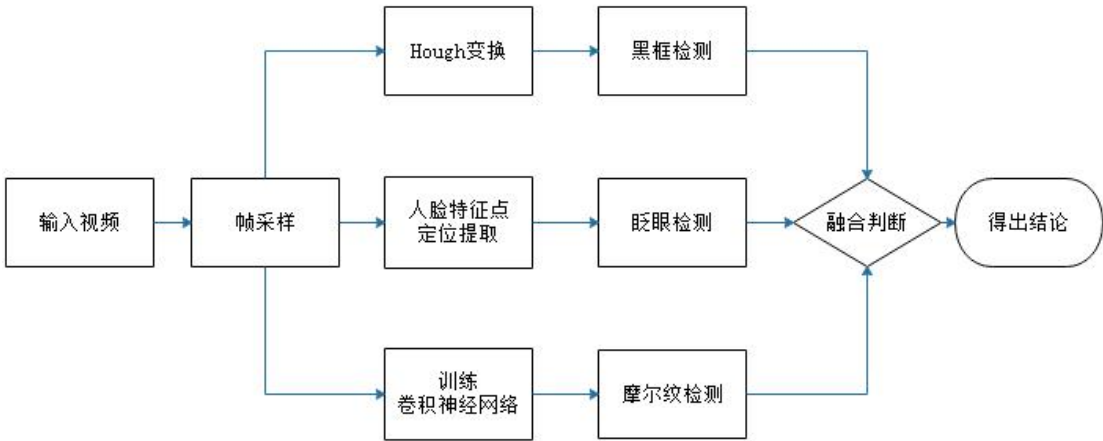 Hough变换
黑框检测
输入视频
帧采样
人脸特征点
定位提取
眨眼检测
融合判断
得出结论
训练
卷积神经网络
摩尔纹检测